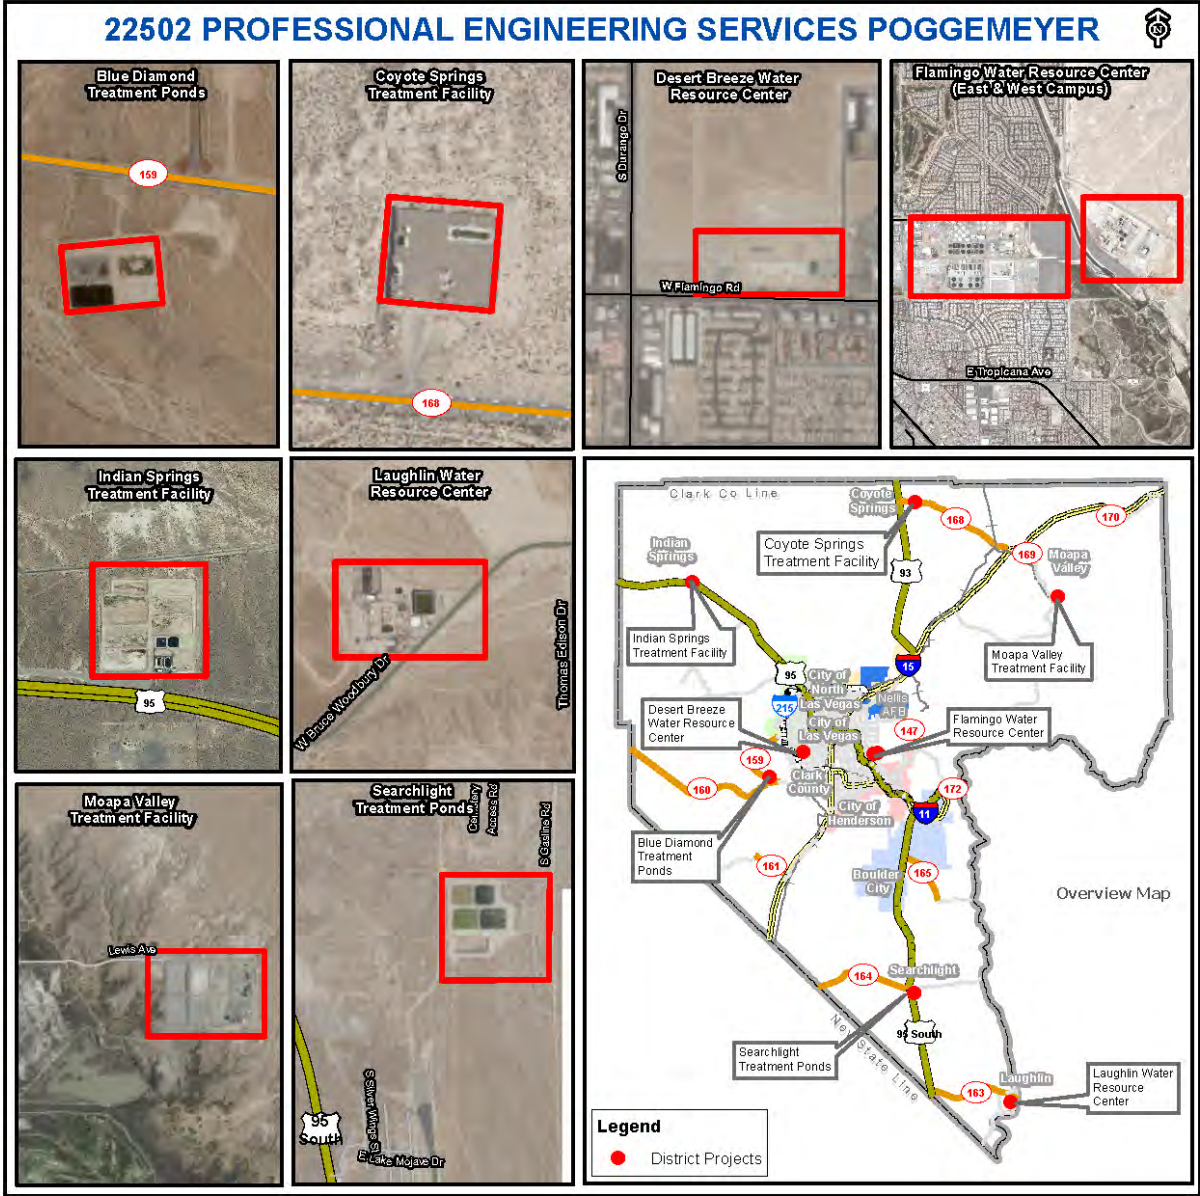 22502 PROFESSIONAL ENGINEERING SERVICES POGGEMEYER
N
Blue Diamond
Treatment Ponds
159
Coyote Springs
Treatment Facility
168
Desert Breeze Water
Resource Center
S Durango Dr
W Flamingo Rd
Flamingo Water Resource Center
(East & West Campus)
E Tropicana Ave
Indian Springs
Treatment Facility
95
Laughlin Water
Resource Center
W Bruce Woodbury Dr
Thomas Edison Dr
Moapa Valley
Treatment Facility
Lewis Ave
Searchlight
Treatment Ponds
Cemetery
Access Rd
S Gasline Rd
95
South
S Silver Wings St
E Lake Mojave Dr
Clark Co Line
Coyote
Springs
168
170
Coyote Springs
Treatment Facility
169
Moapa
Valley
Indian
Springs
93
Indian Springs
Treatment Facility
Moapa Valley
Treatment Facility
15
95
City of
North
Las Vegas
Nellis
AFB
215
City of
Las Vegas
Desert Breeze
Water Resource
Center
Flamingo Water
Resource Center
147
159
160
Clark
County
172
City of
Henderson
11
Blue Diamond
Treatment
Ponds
161
Boulder
City
165
Overview Map
164
Searchlight
95 South
Nev State Line
Searchlight
Treatment Ponds
163
Laughlin
Laughlin Water
Resource
Center
Legend
District Projects